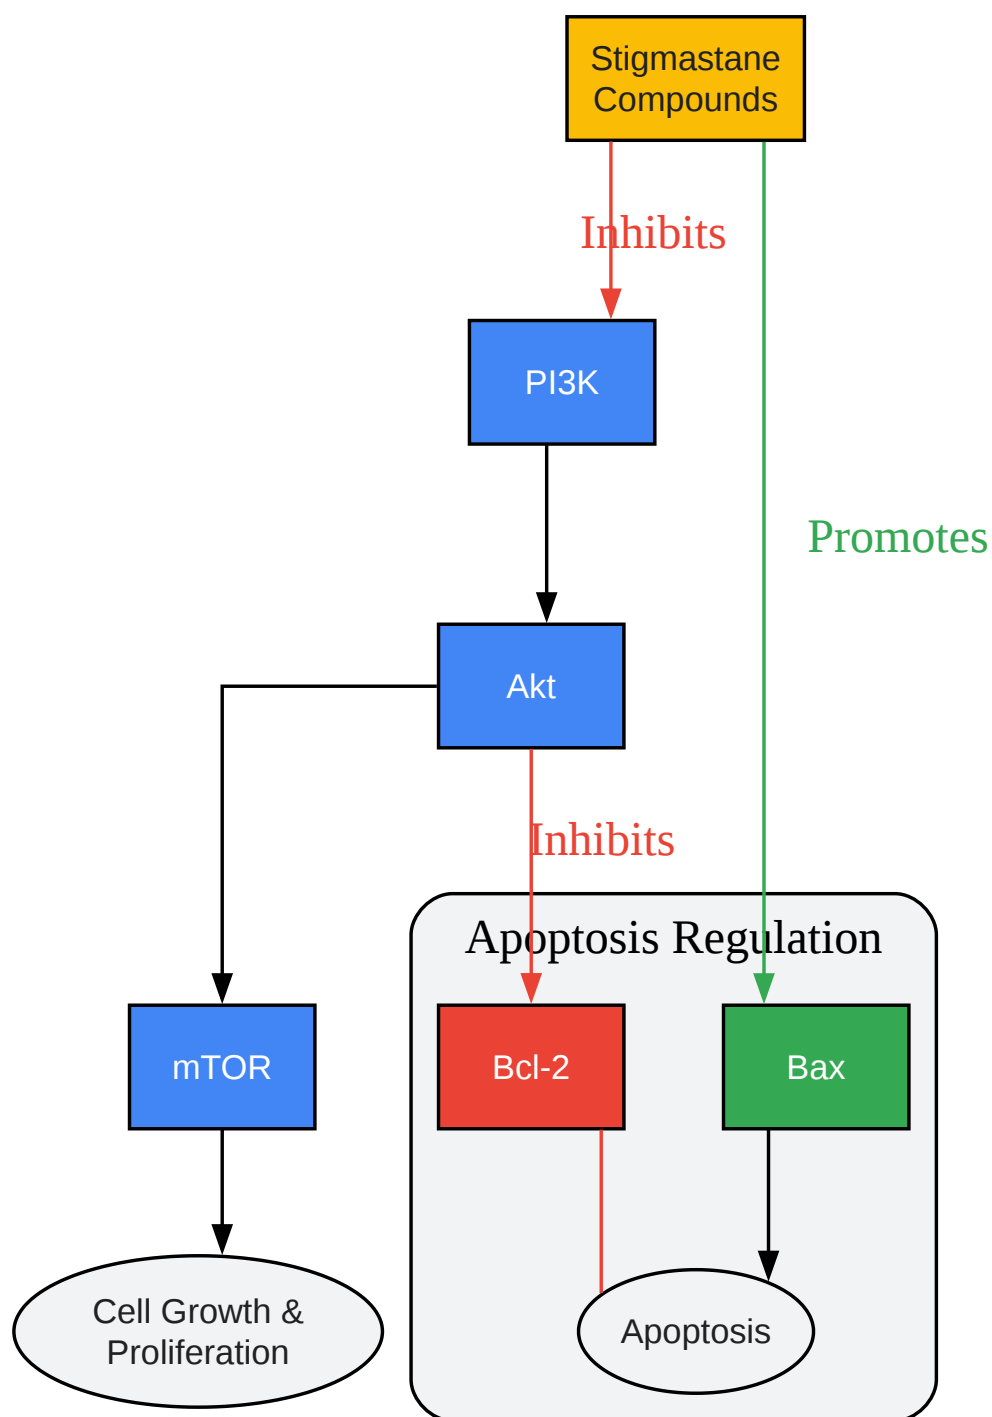 Stigmastane
Compounds
Inhibits
PI3K
Promotes
Akt
Inhibits
Apoptosis Regulation
mTOR
Bcl-2
Bax
Cell Growth &
Proliferation
Apoptosis